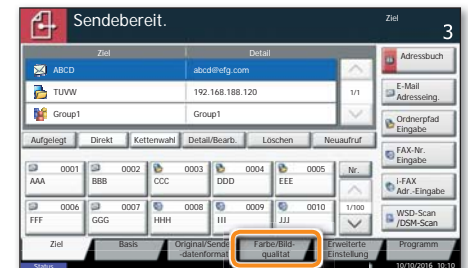 Sendebereit.
Ziel
3
Ziel Detail
ABCD abcd@efg.com
TUVW 192.168.188.120
1/1
Group1 Group1
Aufgelegt Direkt Kettenwahl Detail/Bearb. Löschen Neuaufruf
0001 0002 0003 0004 0005 Nr.
AAA BBB CCC DDD EEE
0006 0007 0008 0009 0010 1/100
FFF GGG HHH III JJJ
Adressbuch
E-Mail
Adresseing.
Ordnerpfad
Eingabe
FAX-Nr.
Eingabe
i-FAX
Adr.-Eingabe
WSD-Scan
/DSM-Scan
Ziel
Basis
Original/Sende
-datenformat
Farbe/Bild-
qualitat
Erweiterte
Einstellung
Programm
Status
10/10/2016 10:10